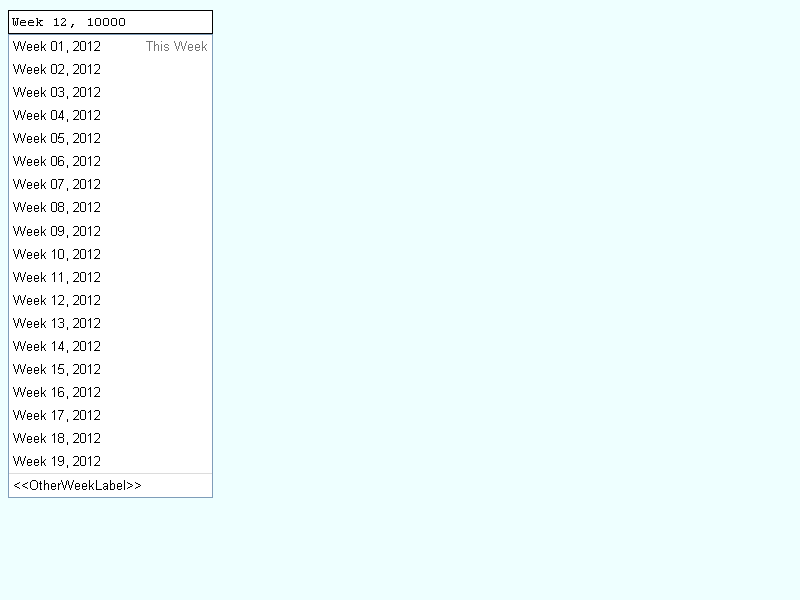 Week 12, 10000
Week 01, 2012 This Week
Week 02, 2012
Week 03, 2012
Week 04, 2012
Week 05, 2012
Week 06, 2012
Week 07, 2012
Week 08, 2012
Week 09, 2012
Week 10, 2012
Week 11, 2012
Week 12, 2012
Week 13, 2012
Week 14, 2012
Week 15, 2012
Week 16, 2012
Week 17, 2012
Week 18, 2012
Week 19, 2012
<<OtherWeekLabel>>